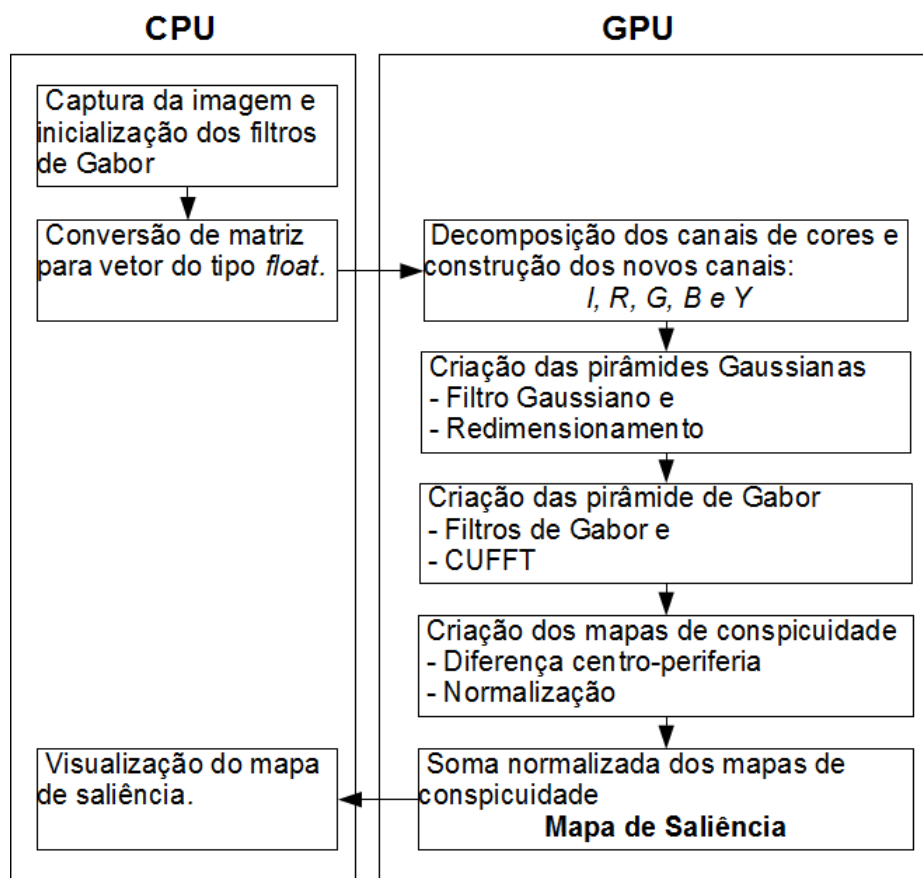 CPU
GPU
Captura da imagem e
inicialização dos filtros
de Gabor
Conversão de matriz
para vetor do tipo float.
Decomposição dos canais de cores e
construção dos novos canais:
I, R, G, B e Y
Criação das pirâmides Gaussianas
- Filtro Gaussiano e
- Redimensionamento
Criação das pirâmide de Gabor
- Filtros de Gabor e
- CUFFT
Criação dos mapas de conspicuidade
- Diferença centro-periferia
- Normalização
Soma normalizada dos mapas de
conspicuidade
Mapa de Saliência
Visualização do mapa
de saliência.